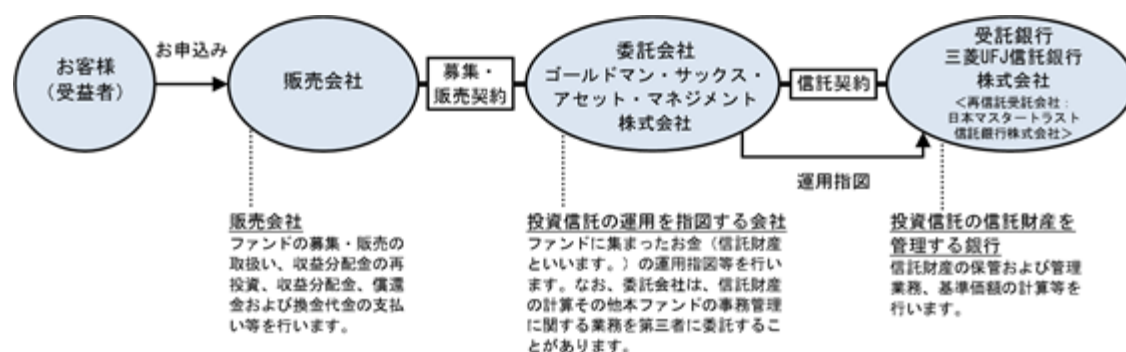 お客様
(受益者)
お申込み
販売会社
募集・
販売契約
委託会社
ゴールドマン・サックス・
アセット・マネジメント
株式会社
信託契約
受託銀行
三菱UFJ信託銀行
株式会社
<再信託受託会社：
日本マスタートラスト
信託銀行株式会社>
運用指図
販売会社
ファンドの募集・販売の
取扱い、収益分配金の再
投資、収益分配金、償還
金および換金代金の支払
い等を行います。
投資信託の運用を指図する会社
ファンドに集まったお金（信託財産
といいます。）の運用指図等を行い
ます。なお、委託会社は、信託財産
の計算その他本ファンドの事務管理
に関する業務を第三者に委託するこ
とがあります。
投資信託の信託財産を
管理する銀行
信託財産の保管および管理
業務、基準価額の計算等を
行います。